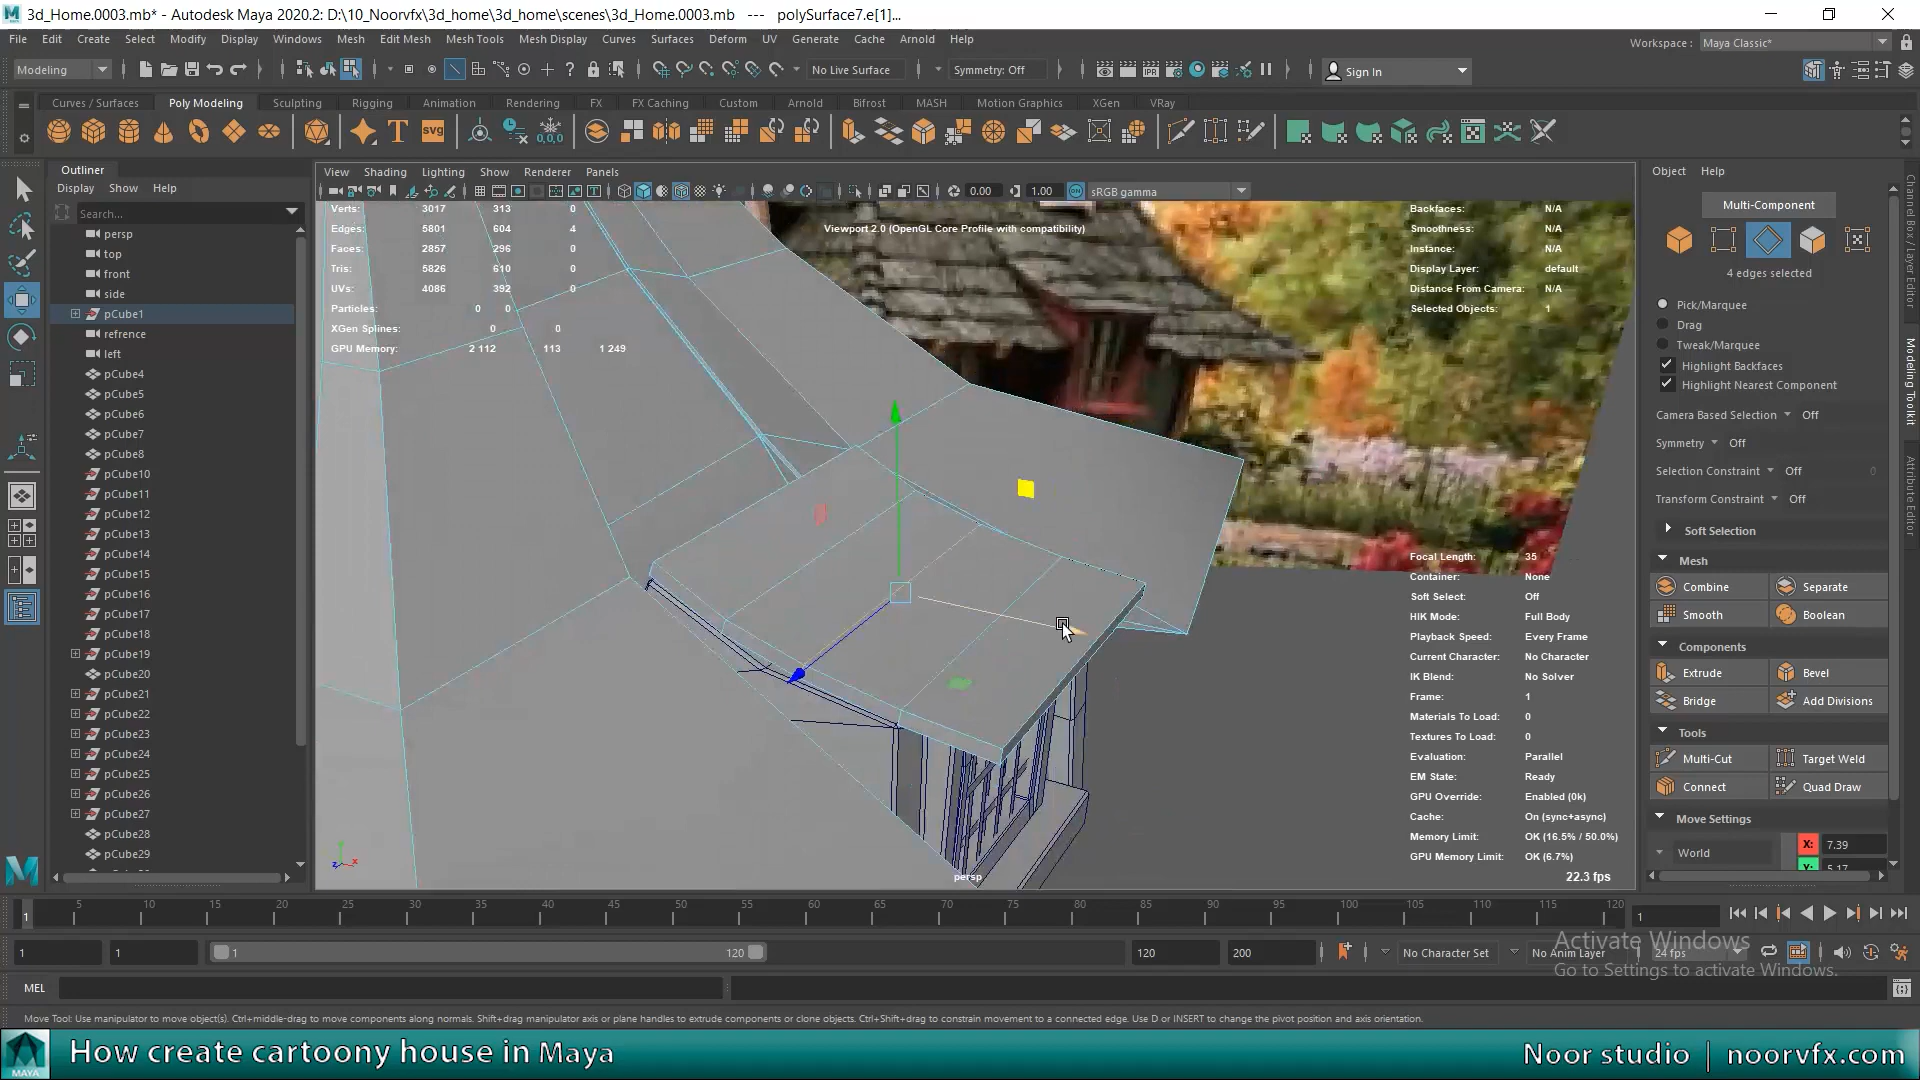 3d_Home.0003.mb* - Autodesk Maya 2020.2: D:\10_Noorvfx\3d_home\3d_home\scenes\3d_Home.0003.mb   ---   polySurface7.e[1]...
File Edit Create Select Modify Display Windows Mesh Edit Mesh Mesh Tools Mesh Display Curves Surfaces Deform UV Generate Cache Arnold Help
Workspace : Maya Classic*
Modeling No Live Surface Symmetry: Off Sign In
Curves / Surfaces Poly Modeling Sculpting Rigging Animation Rendering FX FX Caching Custom Arnold Bifrost MASH Motion Graphics XGen VRay
svg
0,0,0
IPR
Outliner
Display Show Help
Search...
persp
top
front
side
pCube1
refrence
left
pCube4
pCube5
pCube6
pCube7
pCube8
pCube10
pCube11
pCube12
pCube13
pCube14
pCube15
pCube16
pCube17
pCube18
pCube19
pCube20
pCube21
pCube22
pCube23
pCube24
pCube25
pCube26
pCube27
pCube28
pCube29
View Shading Lighting Show Renderer Panels
0.00 1.00 sRGB gamma
Verts: 3017 313 0
Edges: 5801 604 4
Faces: 2857 296 0
Tris: 5826 610 0
UVs: 4086 392 0
Particles: 0 0
XGen Splines: 0 0
GPU Memory: 2 112 113 1 249
Viewport 2.0 (OpenGL Core Profile with compatibility)
Backfaces: N/A
Smoothness: N/A
Instance: N/A
Display Layer: default
Distance From Camera: N/A
Selected Objects: 1
Focal Length: 35
Container: None
Soft Select: Off
HIK Mode: Full Body
Playback Speed: Every Frame
Current Character: No Character
IK Blend: No Solver
Frame: 1
Materials To Load: 0
Textures To Load: 0
Evaluation: Parallel
EM State: Ready
GPU Override: Enabled (0k)
Cache: On (sync+async)
Memory Limit: OK (16.5% / 50.0%)
GPU Memory Limit: OK (6.7%)
22.3 fps
persp
z x
Object Help
Multi-Component
4 edges selected
Pick/Marquee
Drag
Tweak/Marquee
Highlight Backfaces
Highlight Nearest Component
Camera Based Selection Off
Symmetry Off
Selection Constraint Off 0
Transform Constraint Off
Soft Selection
Mesh
Combine Separate
Smooth Boolean
Components
Extrude Bevel
Bridge Add Divisions
Tools
Multi-Cut Target Weld
Connect Quad Draw
Move Settings
World X: 7.39
Y: 5.17
Channel Box / Layer Editor
Modeling Toolkit
Attribute Editor
1 5 10 15 20 25 30 35 40 45 50 55 60 65 70 75 80 85 90 95 100 105 110 115 120 1
1 1 1 120 120 200 No Character Set No Anim Layer 24 fps
Activate Windows
Go to Settings to activate Windows.
MEL
Move Tool: Use manipulator to move object(s). Ctrl+middle-drag to move components along normals. Shift+drag manipulator axis or plane handles to extrude components or clone objects. Ctrl+Shift+drag to constrain movement to a connected edge. Use D or INSERT to change the pivot position and axis orientation.
MAYA
How create cartoony house in Maya
Noor studio | noorvfx.com